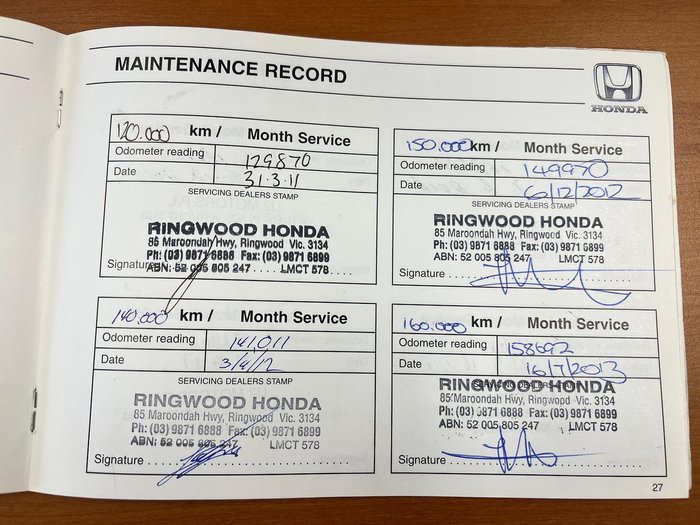 MAINTENANCE RECORD
HONDA
120.000 km / Month Service
Odometer reading 129870
Date 31·3·11
SERVICING DEALERS STAMP
RINGWOOD HONDA
85 Maroondah Hwy, Ringwood Vic. 3134
Ph: (03) 9871 6888 Fax: (03) 9871 6899
ABN: 52 005 805 247 LMCT 578
Signature
150.000 km / Month Service
Odometer reading 149970
Date 6/12/2012
SERVICING DEALERS STAMP
RINGWOOD HONDA
85 Maroondah Hwy, Ringwood Vic. 3134
Ph: (03) 9871 6888 Fax: (03) 9871 6899
ABN: 52 005 805 247 LMCT 578
Signature
140.000 km / Month Service
Odometer reading 141,011
Date 3/4/12
SERVICING DEALERS STAMP
RINGWOOD HONDA
85 Maroondah Hwy, Ringwood Vic. 3134
Ph: (03) 9871 6888 Fax: (03) 9871 6899
ABN: 52 005 805 247 LMCT 578
Signature
160.000 km / Month Service
Odometer reading 158692
Date 16/7/2013
SERVICING DEALERS STAMP
RINGWOOD HONDA
85 Maroondah Hwy, Ringwood Vic. 3134
Ph: (03) 9871 6888 Fax: (03) 9871 6899
ABN: 52 005 805 247 LMCT 578
Signature
27